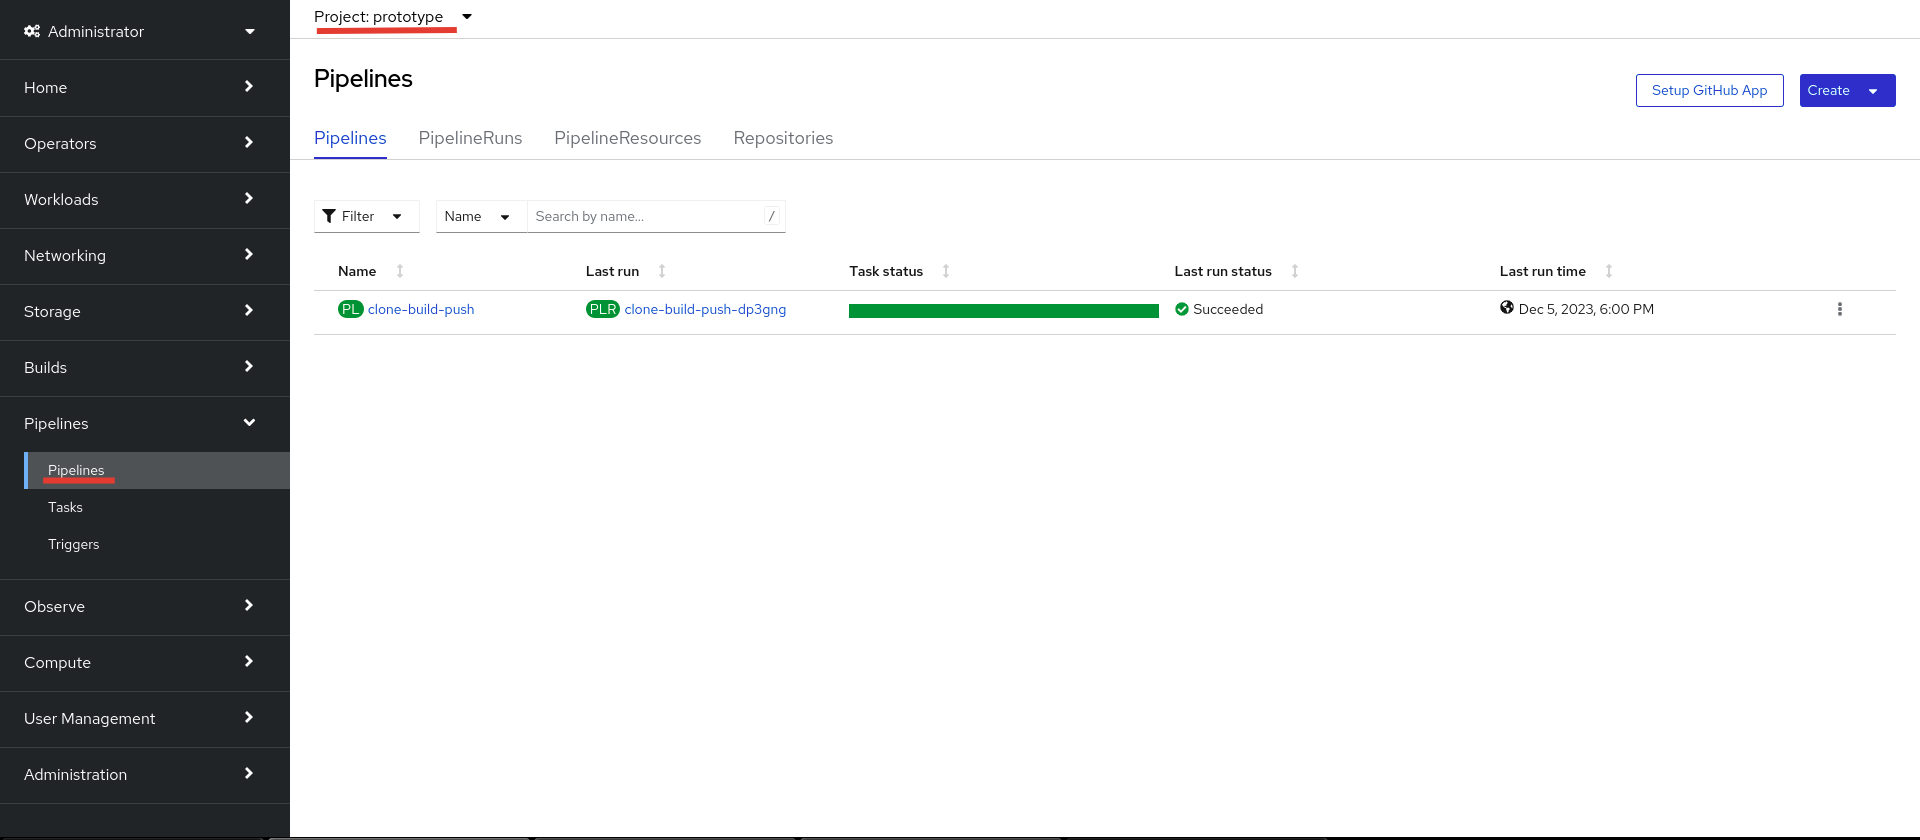 Administrator
Home
Operators
Workloads
Networking
Storage
Builds
Pipelines
Pipelines
Tasks
Triggers
Observe
Compute
User Management
Administration
Project: prototype
Pipelines
Setup GitHub App
Create
Pipelines PipelineRuns PipelineResources Repositories
Filter Name Search by name... /
Name Last run Task status Last run status Last run time
PL clone-build-push PLR clone-build-push-dp3gng Succeeded Dec 5, 2023, 6:00 PM